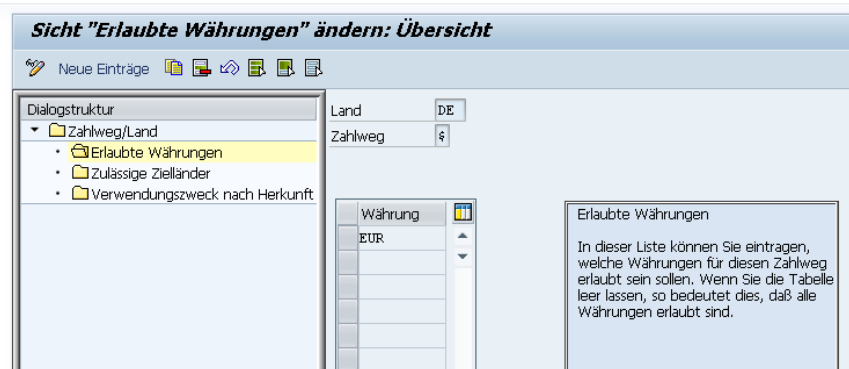 Sicht "Erlaubte Währungen" ändern: Übersicht
Neue Einträge
Dialogstruktur
Zahlweg/Land
Erlaubte Währungen
Zulässige Zielländer
Verwendungszweck nach Herkunft
Land DE
Zahlweg $
Währung
EUR
Erlaubte Währungen
In dieser Liste können Sie eintragen,
welche Währungen für diesen Zahlweg
erlaubt sein sollen. Wenn Sie die Tabelle
leer lassen, so bedeutet dies, daß alle
Währungen erlaubt sind.